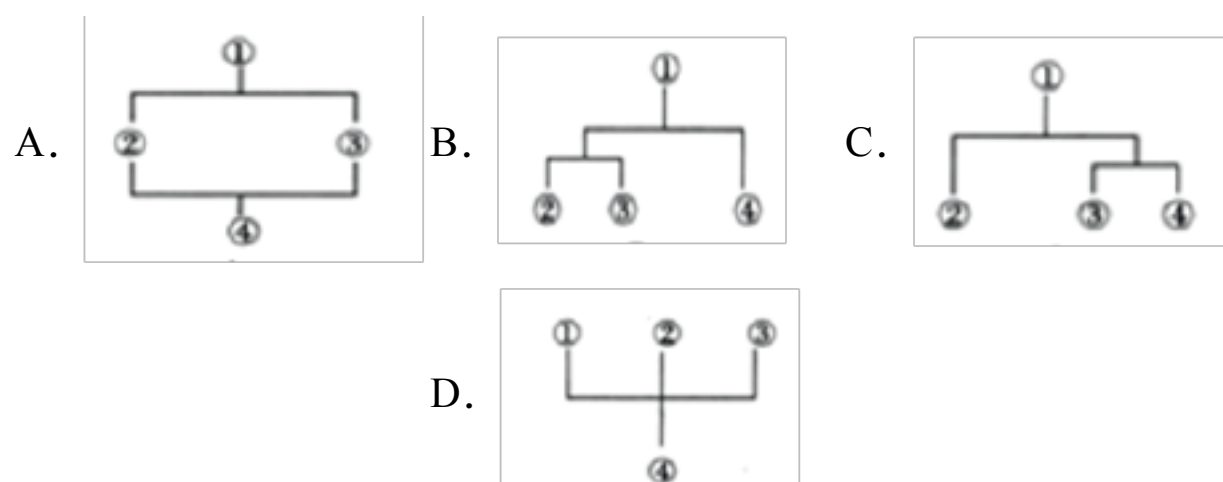 A. ① ② ③ ④
B. ① ② ③ ④
C. ① ② ③ ④
D. ① ② ③ ④